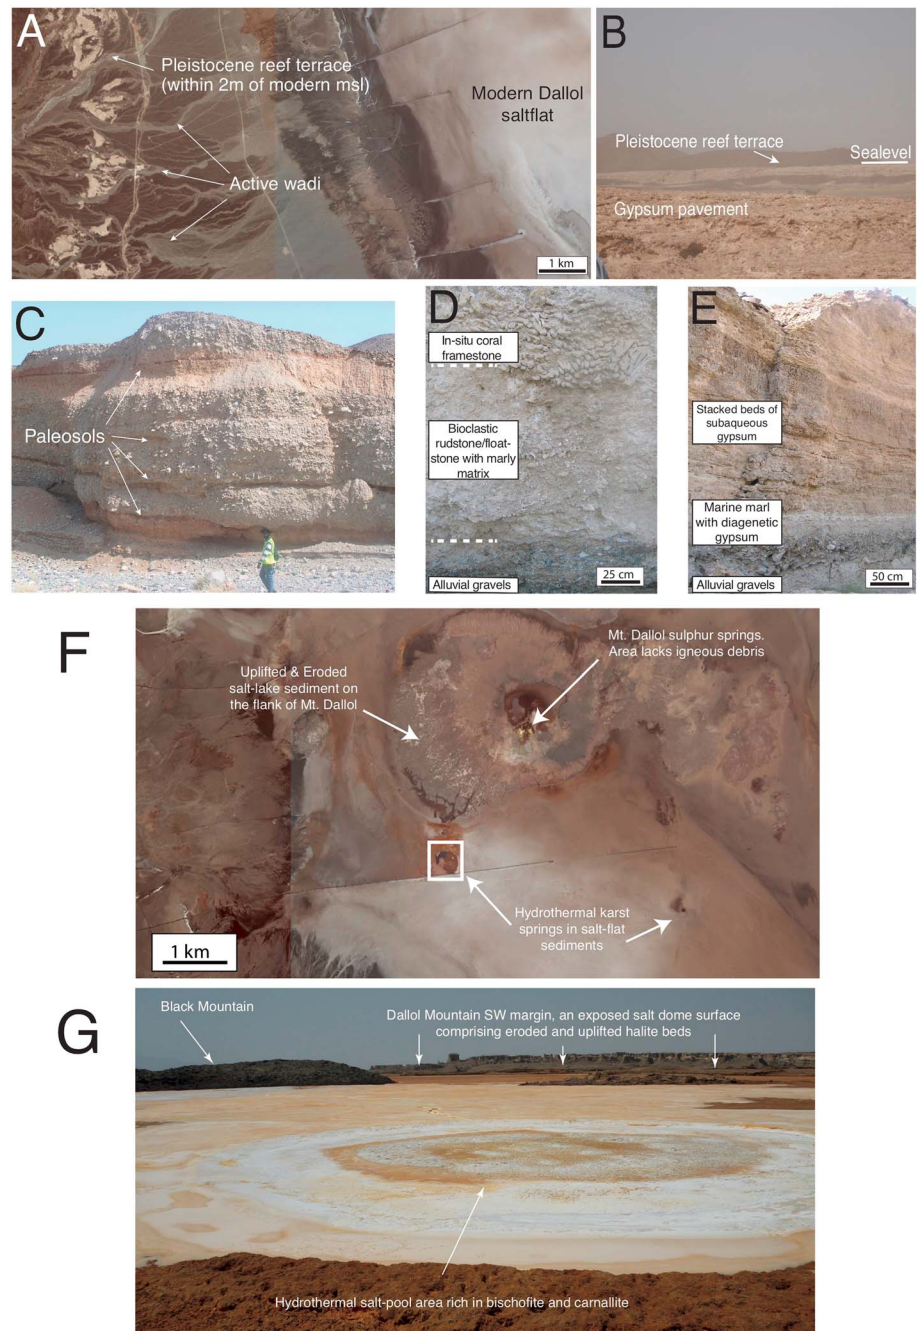 A
Pleistocene reef terrace
(within 2m of modern msl)
Active wadi
Modern Dallol
saltflat
1 km
B
Pleistocene reef terrace
Sealevel
Gypsum pavement
C
Paleosols
D
In-situ coral
framestone
Bioclastic
rudstone/float-
stone with marly
matrix
Alluvial gravels
25 cm
E
Stacked beds of
subaqueous
gypsum
Marine marl
with diagenetic
gypsum
Alluvial gravels
50 cm
F
Uplifted & Eroded
salt-lake sediment on
the flank of Mt. Dallol
Mt. Dallol sulphur springs.
Area lacks igneous debris
Hydrothermal karst
springs in salt-flat
sediments
1 km
G
Black Mountain
Dallol Mountain SW margin, an exposed salt dome surface
comprising eroded and uplifted halite beds
Hydrothermal salt-pool area rich in bischofite and carnallite